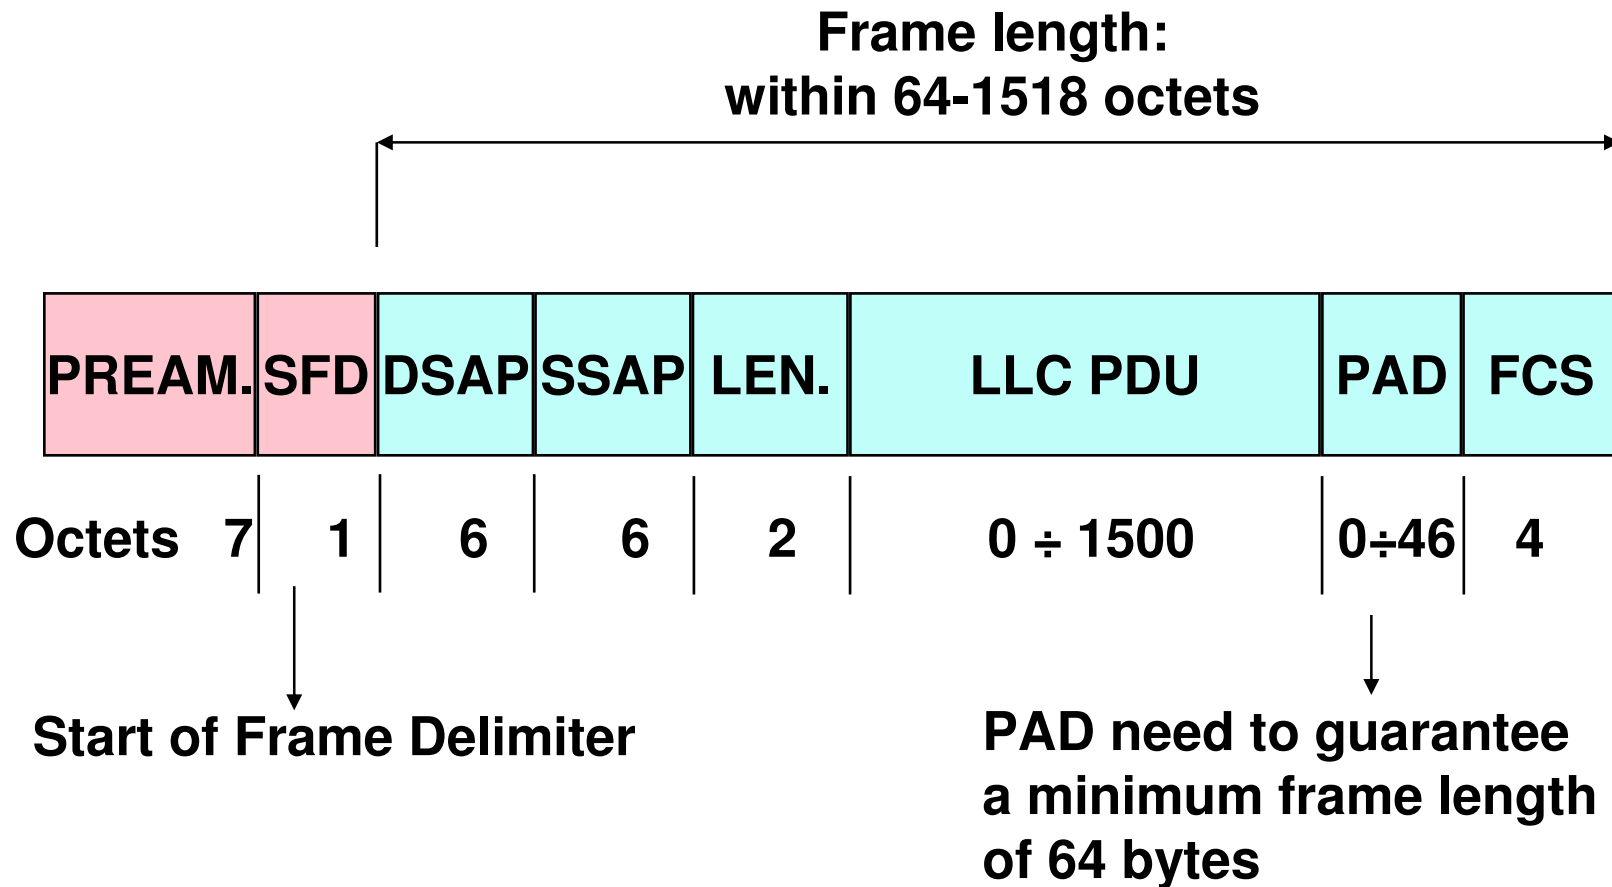 Frame length:
within 64-1518 octets
PREAM. SFD DSAP SSAP LEN. LLC PDU PAD FCS
Octets 7 1 6 6 2 0 ÷ 1500 0÷46 4
Start of Frame Delimiter
PAD need to guarantee
a minimum frame length
of 64 bytes